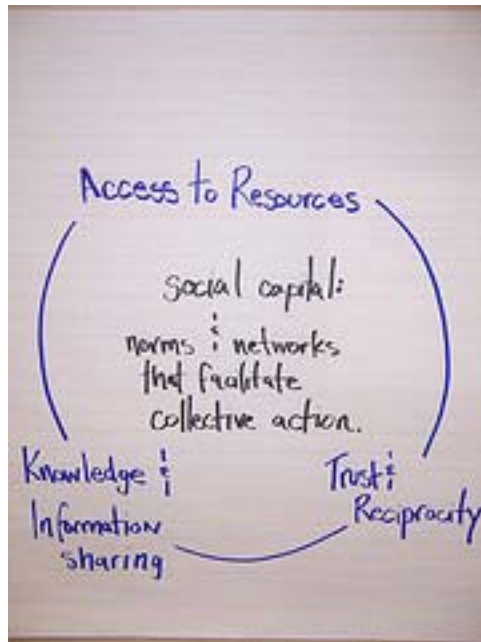 Access to Resources
social capital:
norms & networks
that facilitate
collective action.
Knowledge &
Information
sharing
Trust &
Reciprocity